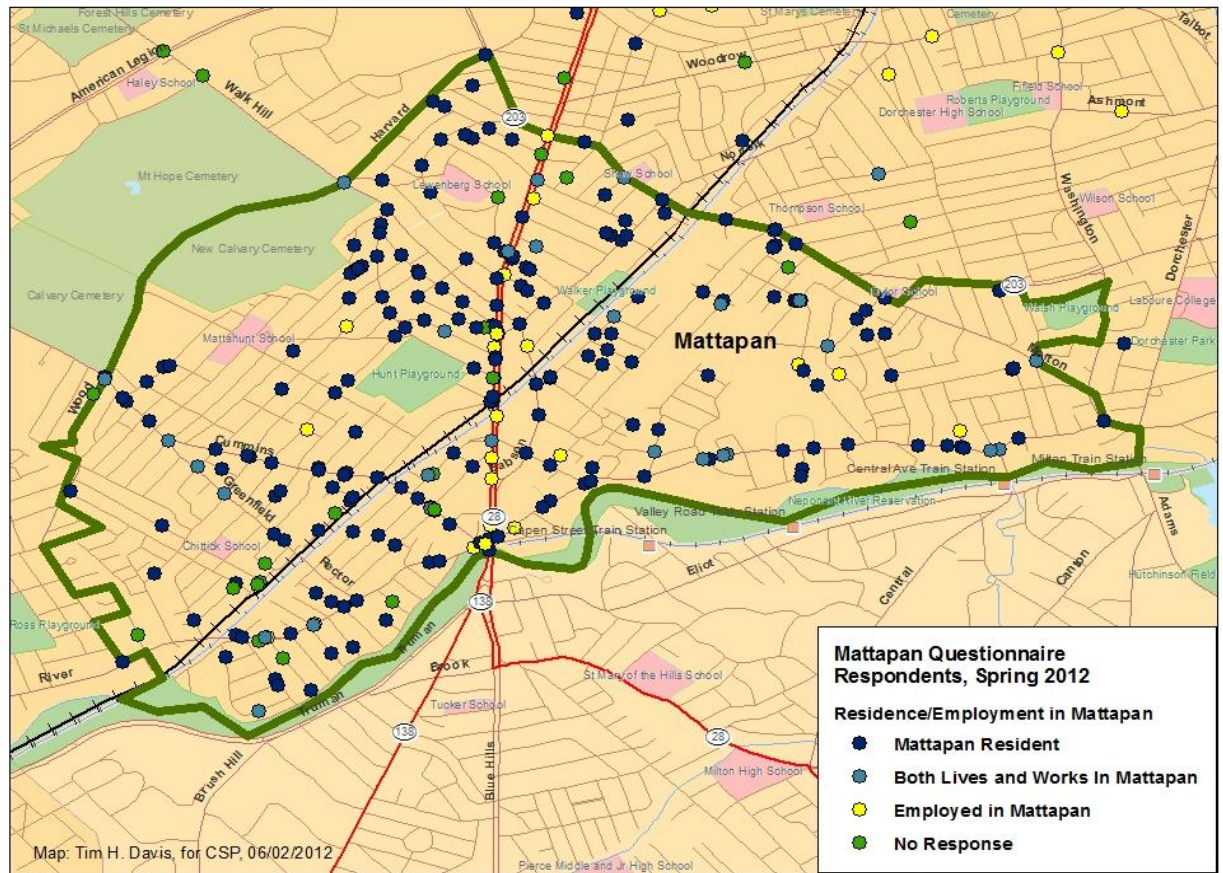 Forest Hills Cemetery
St Michaels Cemetery
St Marys Cemetery
Cemetery
Talbot
American Legion
Haley School
Walk Hill
Woodrow
Fifield School
Roberts Playground
Ashmont
Dorchester High School
Harvard
203
Norfolk
Mt Hope Cemetery
Lewenberg School
Shaw School
Thompson School
Washington
Wilson School
New Calvary Cemetery
Dorchester
Calvary Cemetery
Walker Playground
Taylor School
203
Walsh Playground
Laboure College
Mattahunt School
Mattapan
Dorchester Park
Hunt Playground
Morton
Wood
Cummins
Babson
Greenfield
Central Ave Train Station
Milton Train Station
Neponset River Reservation
28
Valley Road Station
Capen Street Train Station
Adams
Chittick School
Rector
Eliot
Central
Canton
Hutchinson Field
138
Ross Playground
Truman
River
Brook
St Mary of the Hills School
Truman
Tucker School
138
28
Brush Hill
Blue Hills
Milton High School
Pierce Middle and Jr High School
Map: Tim H. Davis, for CSP, 06/02/2012
Mattapan Questionnaire
Respondents, Spring 2012
Residence/Employment in Mattapan
Mattapan Resident
Both Lives and Works In Mattapan
Employed in Mattapan
No Response